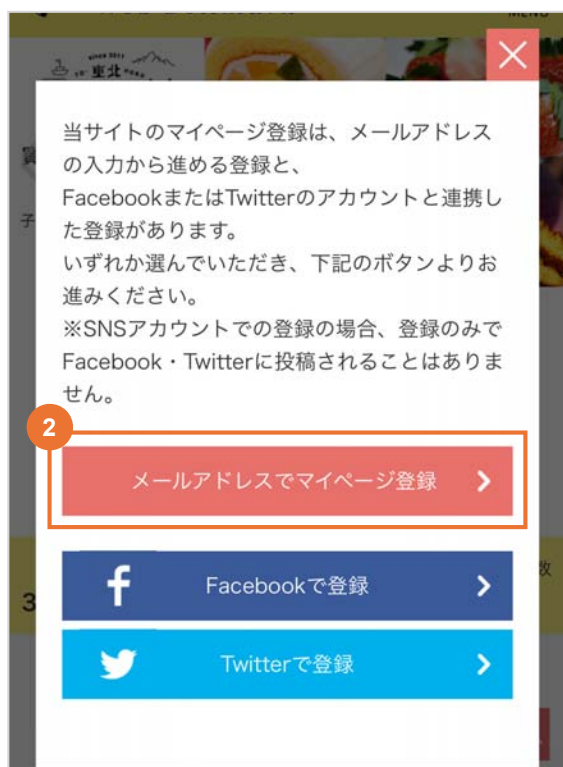 MENU
SINCE 2011
東北
当サイトのマイページ登録は、メールアドレス
の入力から進める登録と、
FacebookまたはTwitterのアカウントと連携し
た登録があります。
いずれか選んでいただき、下記のボタンよりお
進みください。
※SNSアカウントでの登録の場合、登録のみで
Facebook・Twitterに投稿されることはありま
せん。
2
メールアドレスでマイページ登録
Facebookで登録
数
3
Twitterで登録